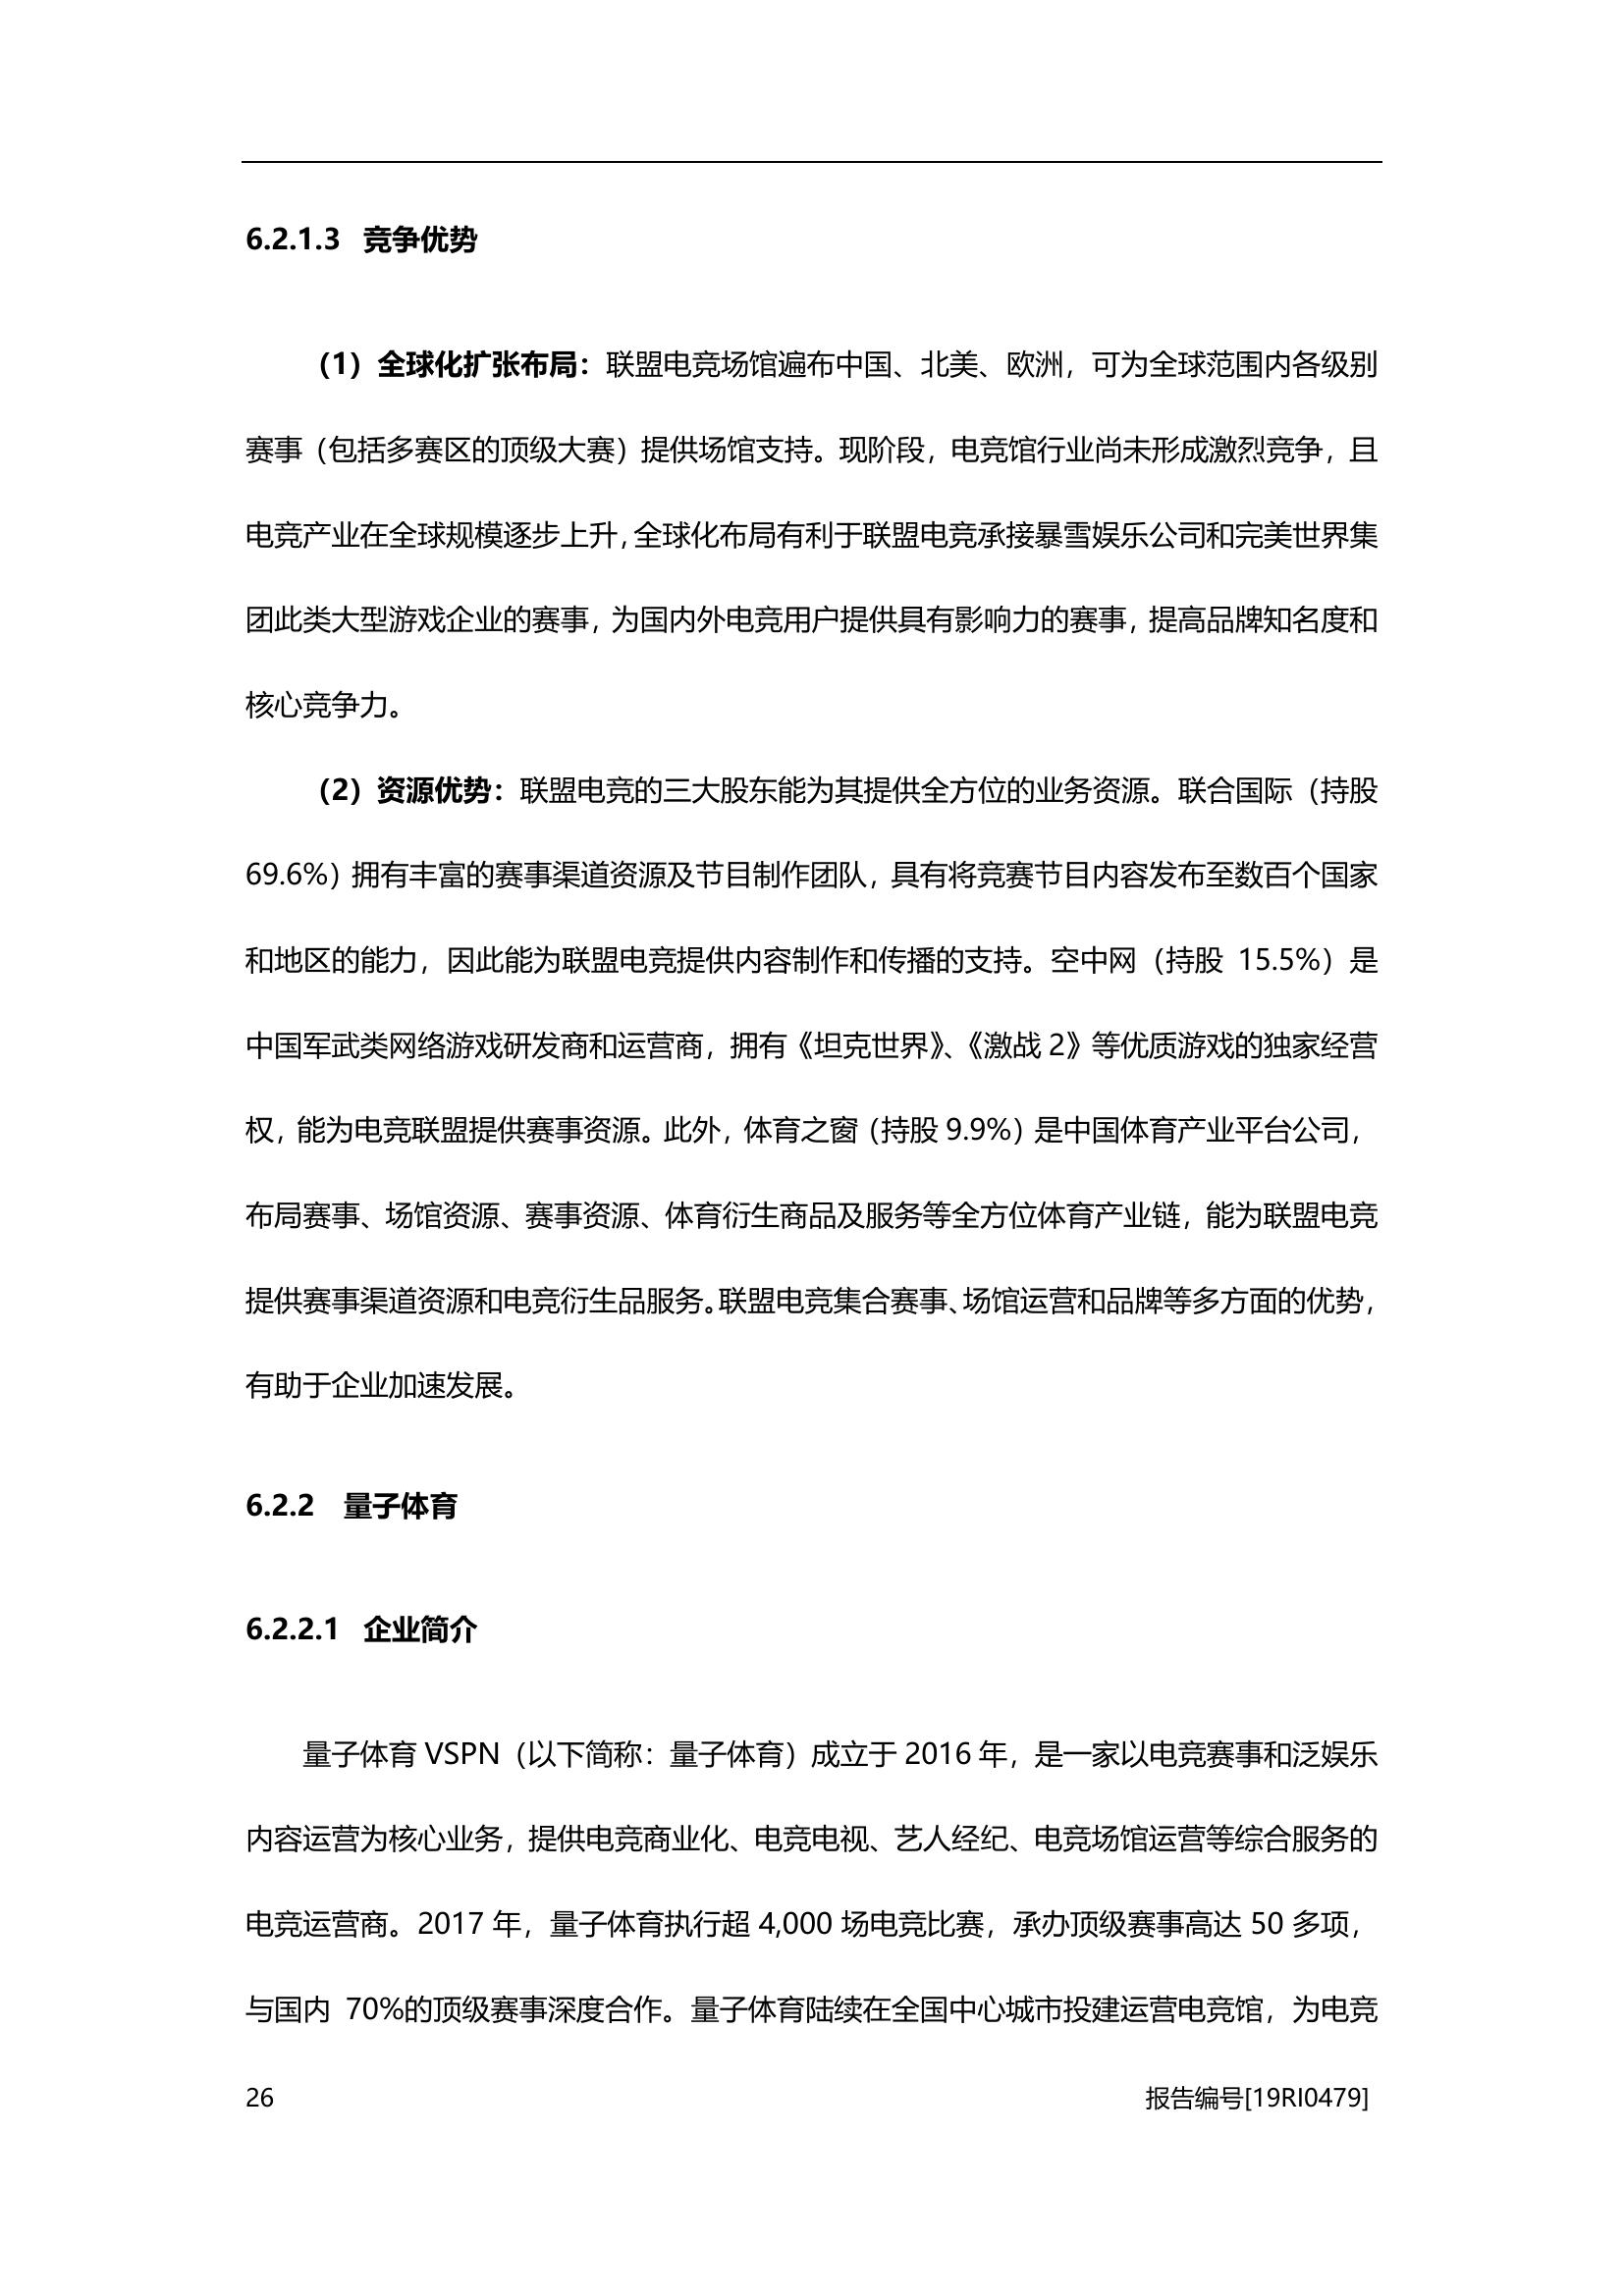 6.2.1.3 竞争优势
（1）全球化扩张布局：联盟电竞场馆遍布中国、北美、欧洲，可为全球范围内各级别
赛事（包括多赛区的顶级大赛）提供场馆支持。现阶段，电竞馆行业尚未形成激烈竞争，且
电竞产业在全球规模逐步上升，全球化布局有利于联盟电竞承接暴雪娱乐公司和完美世界集
团此类大型游戏企业的赛事，为国内外电竞用户提供具有影响力的赛事，提高品牌知名度和
核心竞争力。
（2）资源优势：联盟电竞的三大股东能为其提供全方位的业务资源。联合国际（持股
69.6%）拥有丰富的赛事渠道资源及节目制作团队，具有将竞赛节目内容发布至数百个国家
和地区的能力，因此能为联盟电竞提供内容制作和传播的支持。空中网（持股 15.5%）是
中国军武类网络游戏研发商和运营商，拥有《坦克世界》、《激战 2》等优质游戏的独家经营
权，能为电竞联盟提供赛事资源。此外，体育之窗（持股 9.9%）是中国体育产业平台公司，
布局赛事、场馆资源、赛事资源、体育衍生商品及服务等全方位体育产业链，能为联盟电竞
提供赛事渠道资源和电竞衍生品服务。联盟电竞集合赛事、场馆运营和品牌等多方面的优势，
有助于企业加速发展。
6.2.2 量子体育
6.2.2.1 企业简介
量子体育 VSPN（以下简称：量子体育）成立于 2016 年，是一家以电竞赛事和泛娱乐
内容运营为核心业务，提供电竞商业化、电竞电视、艺人经纪、电竞场馆运营等综合服务的
电竞运营商。2017 年，量子体育执行超 4,000 场电竞比赛，承办顶级赛事高达 50 多项，
与国内 70%的顶级赛事深度合作。量子体育陆续在全国中心城市投建运营电竞馆，为电竞
26 报告编号[19RI0479]